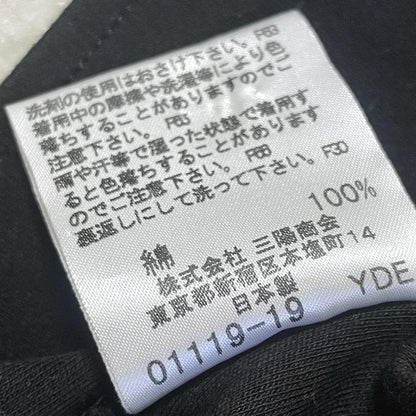 洗剤の使用はおさけ下さい。 F63
着用中の摩擦や洗濯等により色
落ちすることがありますのでご
注意下さい。 F63
雨や汗等で湿った状態で着用す
ると色落ちすることがあります
のでご注意下さい。 F68
裏返しにして洗って下さい。 F30
綿 100%
株式会社 三陽商会
東京都新宿区本塩町14
日本製
01119-19 YDE